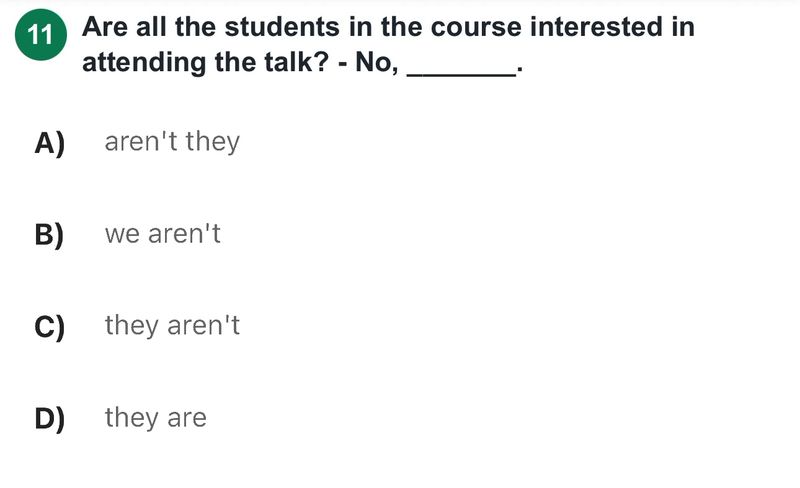 11 Are all the students in the course interested in
attending the talk? - No, _______.
A) aren't they
B) we aren't
C) they aren't
D) they are